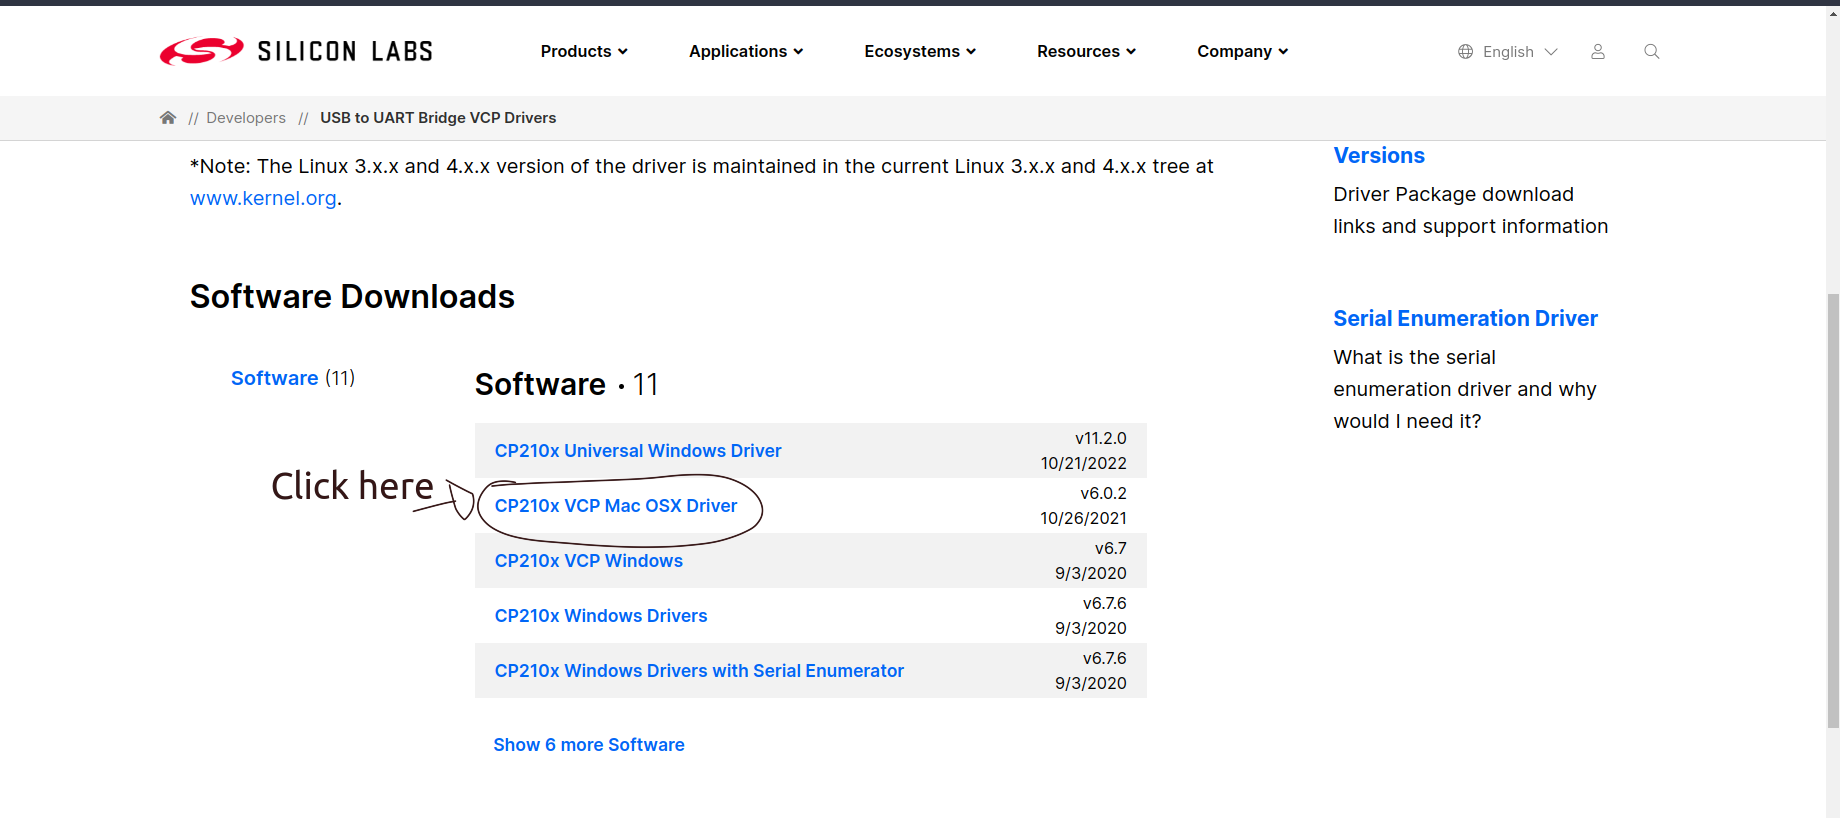 SILICON LABS
Products
Applications
Ecosystems
Resources
Company
English
// Developers // USB to UART Bridge VCP Drivers
*Note: The Linux 3.x.x and 4.x.x version of the driver is maintained in the current Linux 3.x.x and 4.x.x tree at
www.kernel.org.
Versions
Driver Package download
links and support information
Software Downloads
Serial Enumeration Driver
What is the serial
enumeration driver and why
would I need it?
Software (11)
Software • 11
CP210x Universal Windows Driver
v11.2.0
10/21/2022
Click here
CP210x VCP Mac OSX Driver
v6.0.2
10/26/2021
CP210x VCP Windows
v6.7
9/3/2020
CP210x Windows Drivers
v6.7.6
9/3/2020
CP210x Windows Drivers with Serial Enumerator
v6.7.6
9/3/2020
Show 6 more Software